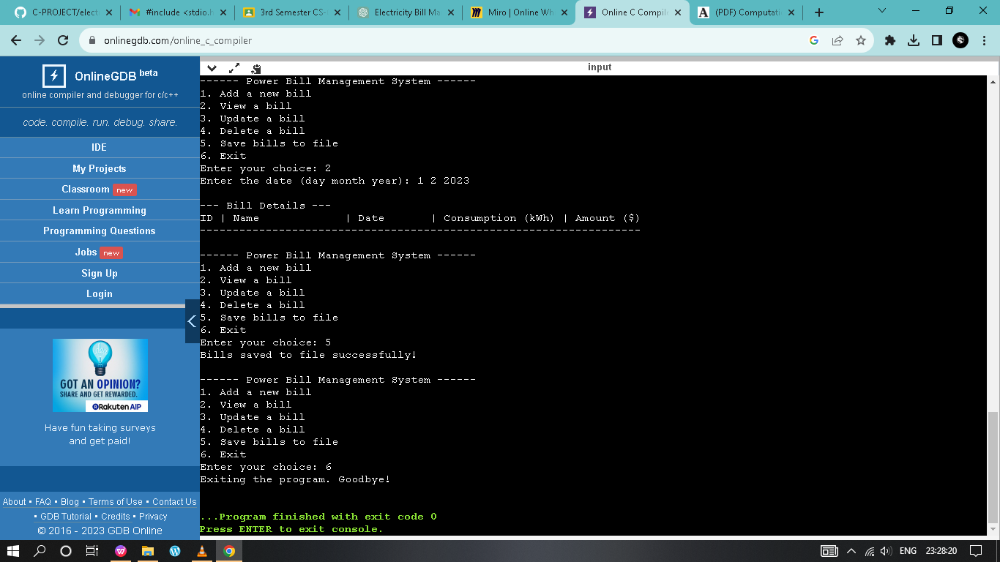 C-PROJECT/elect
#include <stdio.h
3rd Semester CS-
Electricity Bill Ma
Miro | Online Wh
Online C Compile
(PDF) Computati
onlinegdb.com/online_c_compiler
OnlineGDB beta
online compiler and debugger for c/c++
code. compile. run. debug. share.
IDE
My Projects
Classroom new
Learn Programming
Programming Questions
Jobs new
Sign Up
Login
GOT AN OPINION?
SHARE AND GET REWARDED.
Rakuten AIP
Have fun taking surveys
and get paid!
About • FAQ • Blog • Terms of Use • Contact Us
• GDB Tutorial • Credits • Privacy
© 2016 - 2023 GDB Online
input
------ Power Bill Management System ------
1. Add a new bill
2. View a bill
3. Update a bill
4. Delete a bill
5. Save bills to file
6. Exit
Enter your choice: 2
Enter the date (day month year): 1 2 2023
--- Bill Details ---
ID | Name | Date | Consumption (kWh) | Amount ($)
-------------------------------------------------------------------
------ Power Bill Management System ------
1. Add a new bill
2. View a bill
3. Update a bill
4. Delete a bill
5. Save bills to file
6. Exit
Enter your choice: 5
Bills saved to file successfully!
------ Power Bill Management System ------
1. Add a new bill
2. View a bill
3. Update a bill
4. Delete a bill
5. Save bills to file
6. Exit
Enter your choice: 6
Exiting the program. Goodbye!
...Program finished with exit code 0
Press ENTER to exit console.
ENG 23:28:20